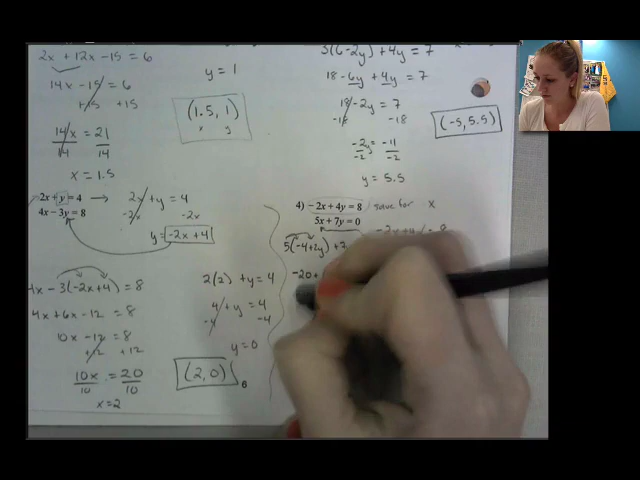 2x + 12x - 15 = 6
14x - 15 = 6
+15 +15
14x = 21
14 14
x = 1.5
y = 1
(1.5, 1)
x y
2x + y = 4 → 2x + y = 4
4x - 3y = 8 -2x -2x
y = -2x + 4
4x - 3(-2x + 4) = 8
4x + 6x - 12 = 8
10x - 12 = 8
+12 +12
10x = 20
10 10
x = 2
2(2) + y = 4
4 + y = 4
-4 -4
y = 0
(2, 0)
3(6 - 2y) + 4y = 7
18 - 6y + 4y = 7
18 - 2y = 7
-18 -18
-2y = -11
-2 -2
y = 5.5
(-5, 5.5)
4) -2x + 4y = 8 solve for x
5x + 7y = 0
5(-4+2y) +
-20+